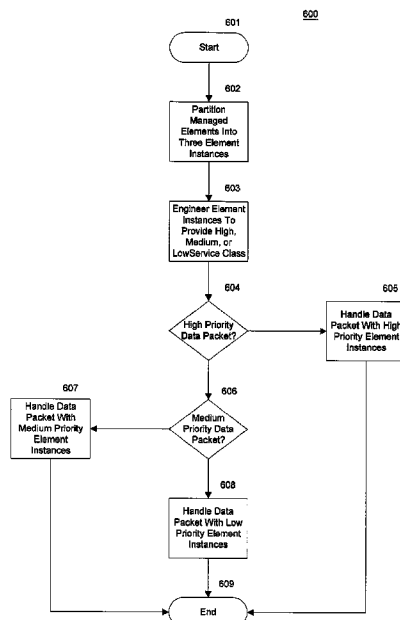 600
601
Start
602
Partition
Managed
Elements Into
Three Element
Instances
603
Engineer Element
Instances To
Provide High,
Medium, or
LowService Class
604
High Priority
Data Packet?
605
Handle Data
Packet With High
Priority Element
Instances
606
Medium
Priority Data
Packet?
607
Handle Data
Packet With
Medium Priority
Element
Instances
608
Handle Data
Packet With Low
Priority Element
Instances
609
End